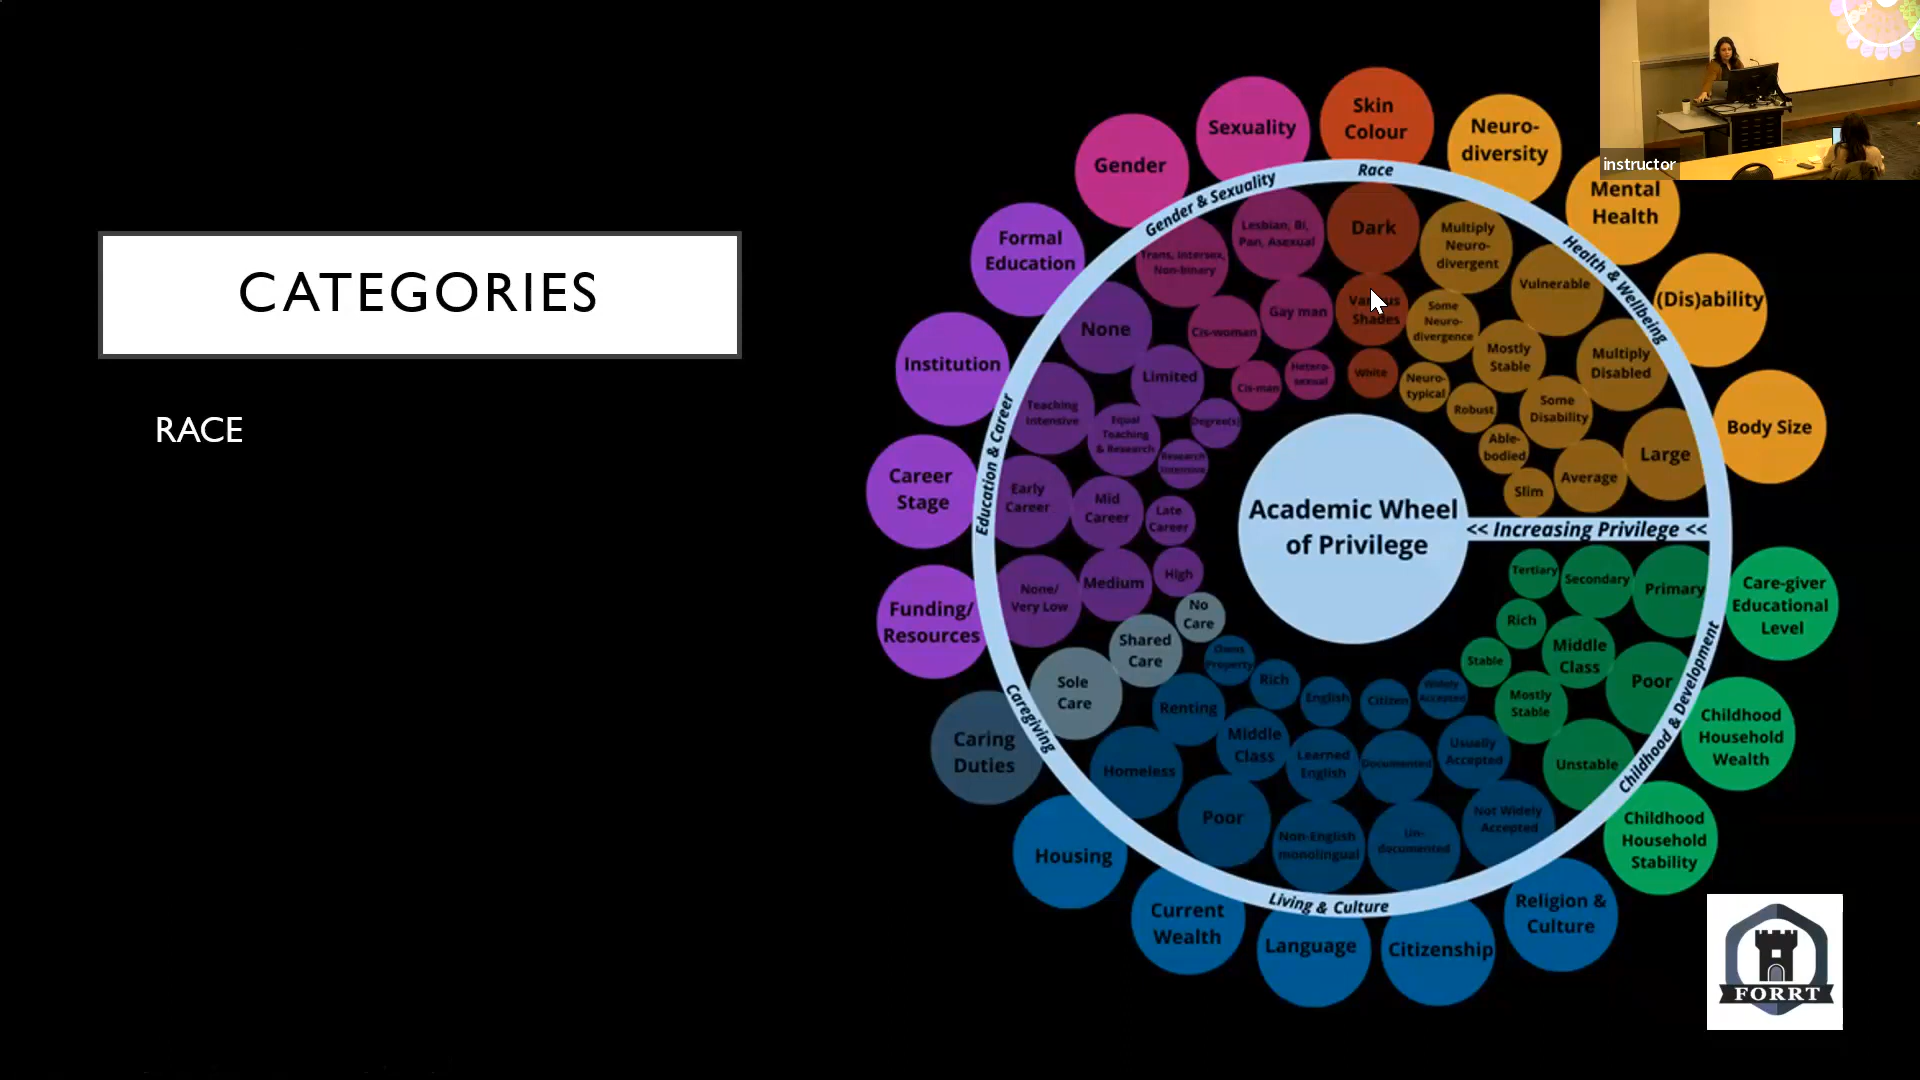 CATEGORIES
RACE
instructor
Skin
Colour
Neuro-
diversity
Mental
Health
(Dis)ability
Body Size
Care-giver
Educational
Level
Childhood
Household
Wealth
Childhood
Household
Stability
Religion &
Culture
Citizenship
Language
Current
Wealth
Housing
Caring
Duties
Funding/
Resources
Career
Stage
Institution
Formal
Education
Gender
Sexuality
Race
Health & Wellbeing
Childhood & Development
Living & Culture
Caregiving
Education & Career
Gender & Sexuality
Dark
Various
Shades
White
Multiply
Neuro-
divergent
Some
Neuro-
divergence
Neuro-
typical
Vulnerable
Mostly
Stable
Robust
Multiply
Disabled
Some
Disability
Able-
bodied
Large
Average
Slim
Academic Wheel
of Privilege
<< Increasing Privilege <<
Tertiary
Secondary
Primary
Rich
Middle
Class
Poor
Stable
Mostly
Stable
Unstable
Widely
Accepted
Usually
Accepted
Not Widely
Accepted
Citizen
Documented
Un-
documented
English
Learned
English
Non-English
monolingual
Rich
Middle
Class
Poor
Owns
Property
Renting
Homeless
No
Care
Shared
Care
Sole
Care
High
Medium
None/
Very Low
Late
Career
Mid
Career
Early
Career
Research
Intensive
Equal
Teaching
& Research
Teaching
Intensive
Degree(s)
Limited
None
Cis-man
Cis-woman
Trans, Intersex,
Non-binary
Hetero-
sexual
Gay man
Lesbian, Bi,
Pan, Asexual
FORRT